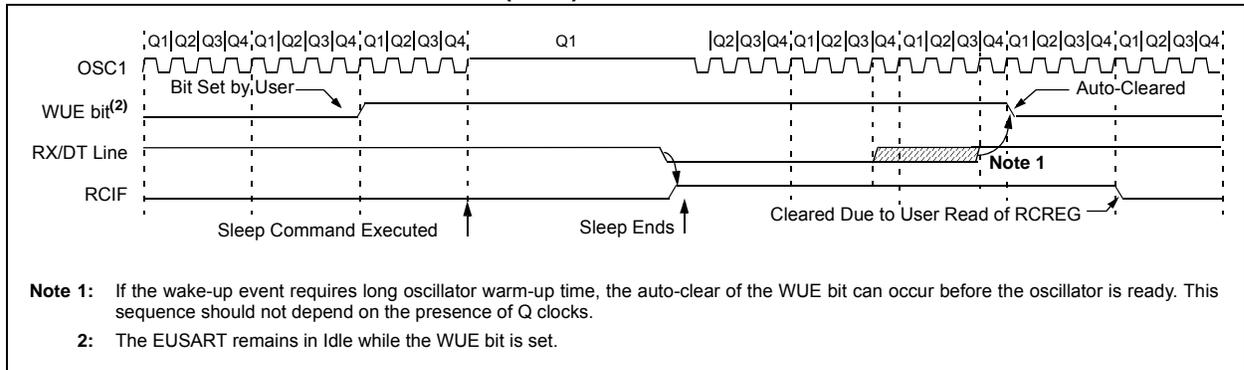 Q1 Q2 Q3 Q4 Q1 Q2 Q3 Q4 Q1 Q2 Q3 Q4 Q1 Q2 Q3 Q4 Q1 Q2 Q3 Q4 Q1 Q2 Q3 Q4 Q1 Q2 Q3 Q4 Q1 Q2 Q3 Q4
OSC1
Bit Set by User
Auto-Cleared
WUE bit(2)
RX/DT Line
Note 1
RCIF
Cleared Due to User Read of RCREG
Sleep Command Executed
Sleep Ends
Note 1: If the wake-up event requires long oscillator warm-up time, the auto-clear of the WUE bit can occur before the oscillator is ready. This
sequence should not depend on the presence of Q clocks.
2: The EUSART remains in Idle while the WUE bit is set.